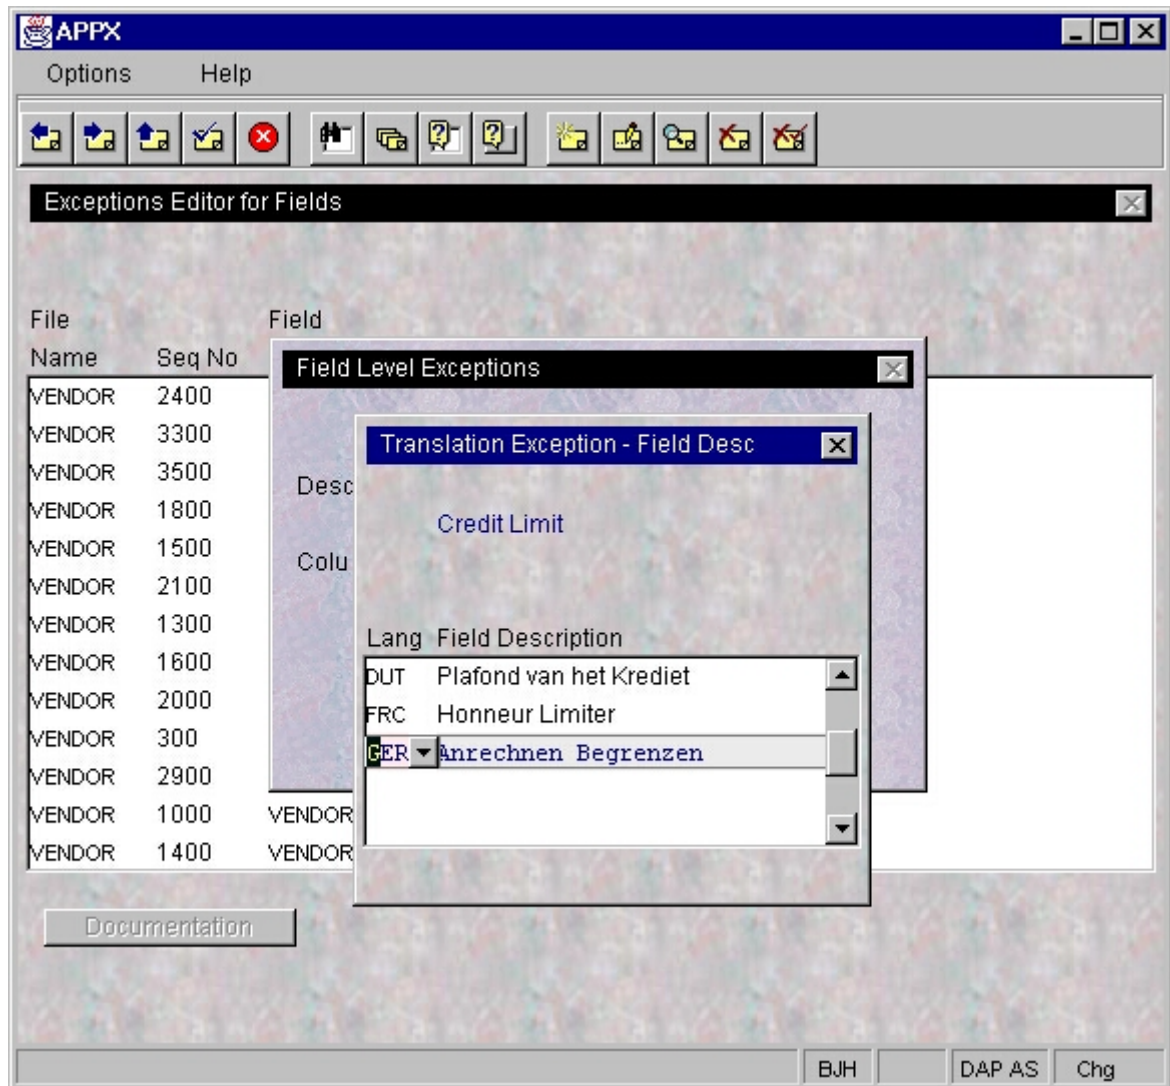 APPX
Options Help
Exceptions Editor for Fields
File Field
Name Seq No
Field Level Exceptions
VENDOR 2400
VENDOR 3300
VENDOR 3500
VENDOR 1800
VENDOR 1500
VENDOR 2100
VENDOR 1300
VENDOR 1600
VENDOR 2000
VENDOR 300
VENDOR 2900
VENDOR 1000 VENDOR
VENDOR 1400 VENDOR
Desc
Colu
Translation Exception - Field Desc
Credit Limit
Lang Field Description
DUT Plafond van het Krediet
FRC Honneur Limiter
GER Anrechnen Begrenzen
Documentation
BJH DAP AS Chg